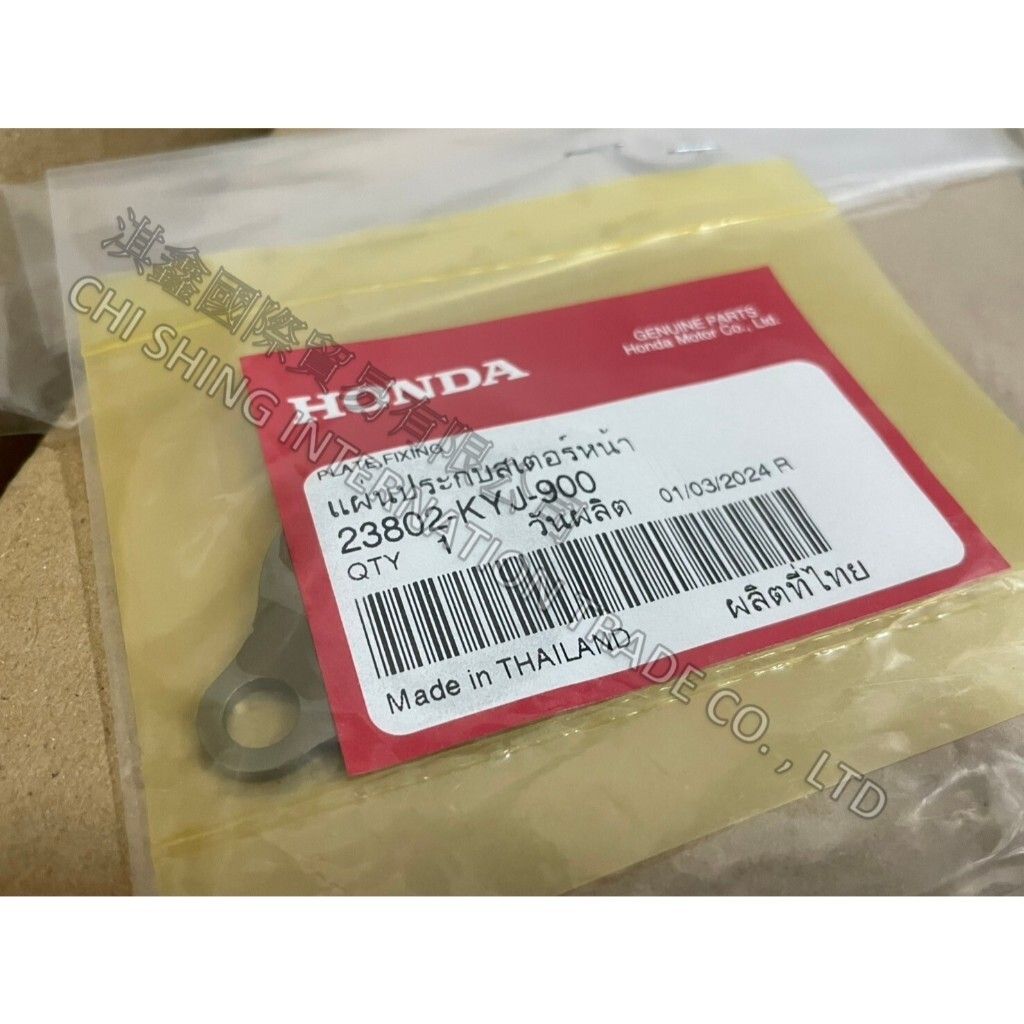 HONDA
GENUINE PARTS
Honda Motor Co., Ltd.
PLATE FIXING
แผ่นประกบสเตอร์หน้า
23802-KYJ-900
QTY 1
วันผลิต 01/03/2024 R
Made in THAILAND
ผลิตที่ไทย
淇鑫國際貿易有限公司
CHI SHING INTERNATIONAL TRADE CO., LTD